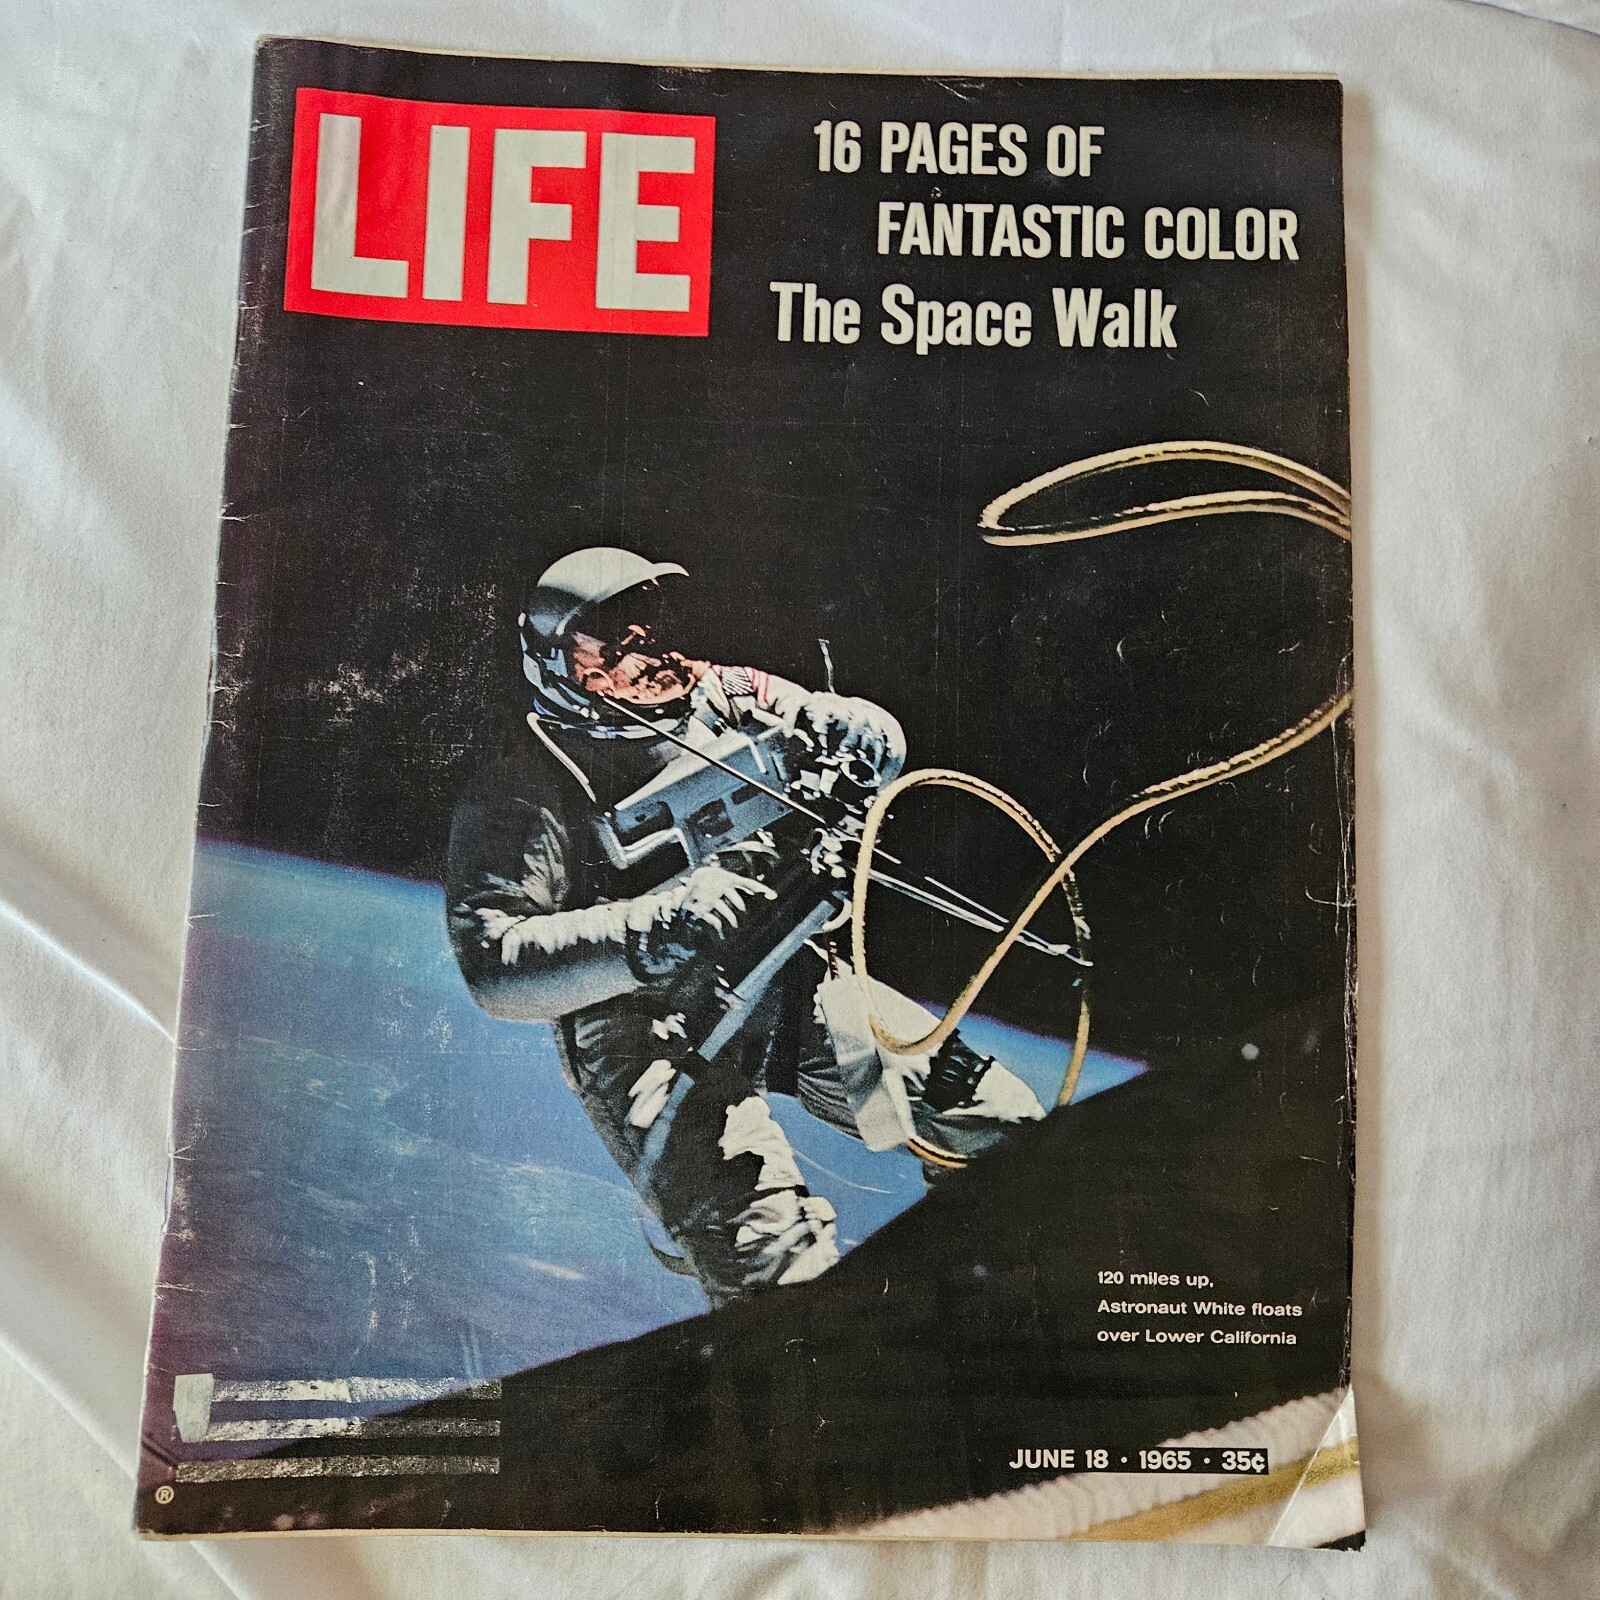 LIFE
16 PAGES OF
FANTASTIC COLOR
The Space Walk
120 miles up,
Astronaut White floats
over Lower California
JUNE 18 · 1965 · 35¢
®